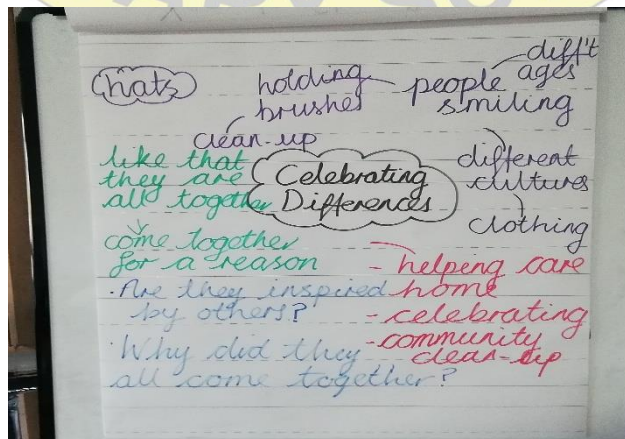 hats
holding
brushes
clean-up
people
smiling
diff't
ages
different
cultures
clothing
Celebrating
Differences
like that
they are
all together
come together
for a reason
· Are they inspired
by others?
· Why did they
all come together?
- helping care
home
- celebrating
- community
clean-up